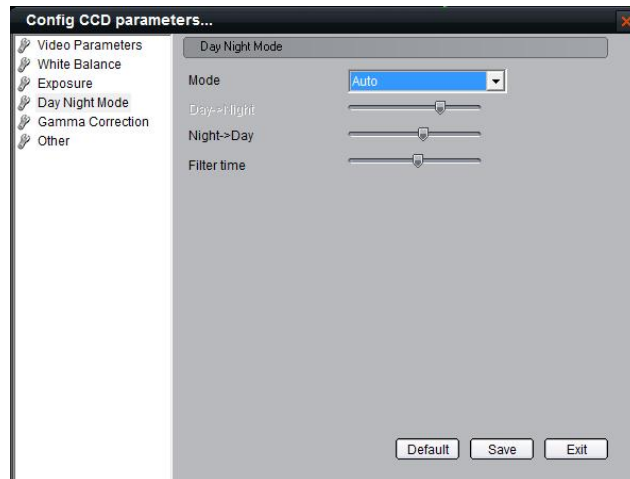 Config CCD parameters...
Video Parameters
White Balance
Exposure
Day Night Mode
Gamma Correction
Other
Day Night Mode
Mode
Auto
Day->Night
Night->Day
Filter time
Default
Save
Exit